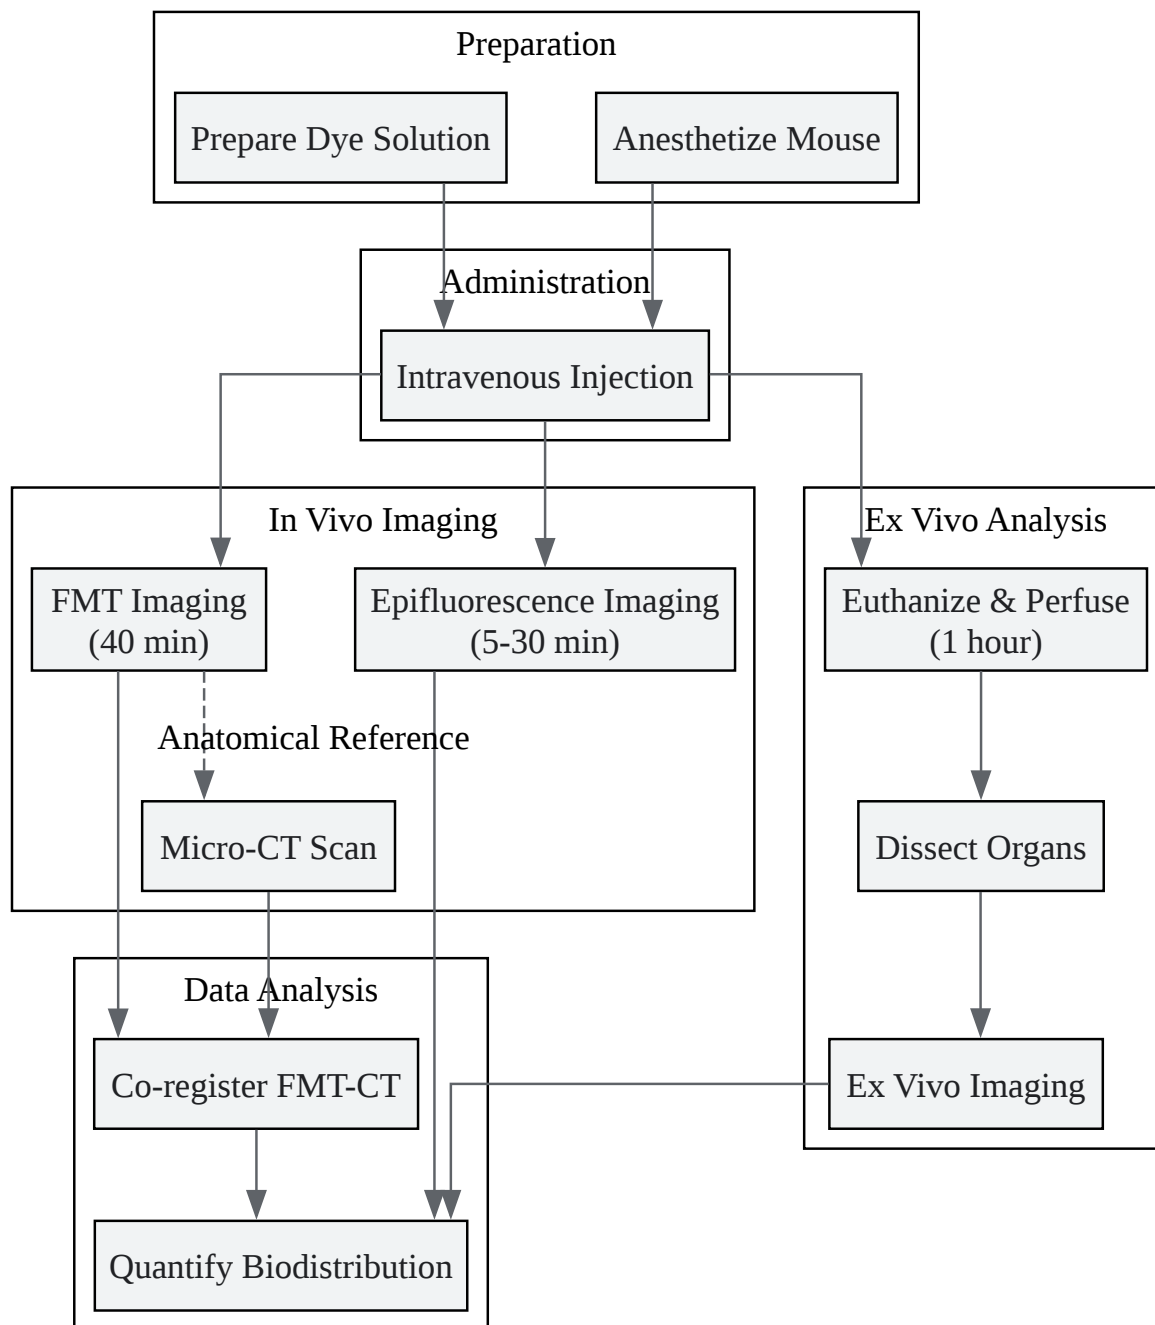 Preparation
Prepare Dye Solution
Anesthetize Mouse
Administration
Intravenous Injection
In Vivo Imaging
Ex Vivo Analysis
FMT Imaging
(40 min)
Epifluorescence Imaging
(5-30 min)
Euthanize & Perfuse
(1 hour)
Anatomical Reference
Micro-CT Scan
Dissect Organs
Data Analysis
Co-register FMT-CT
Ex Vivo Imaging
Quantify Biodistribution